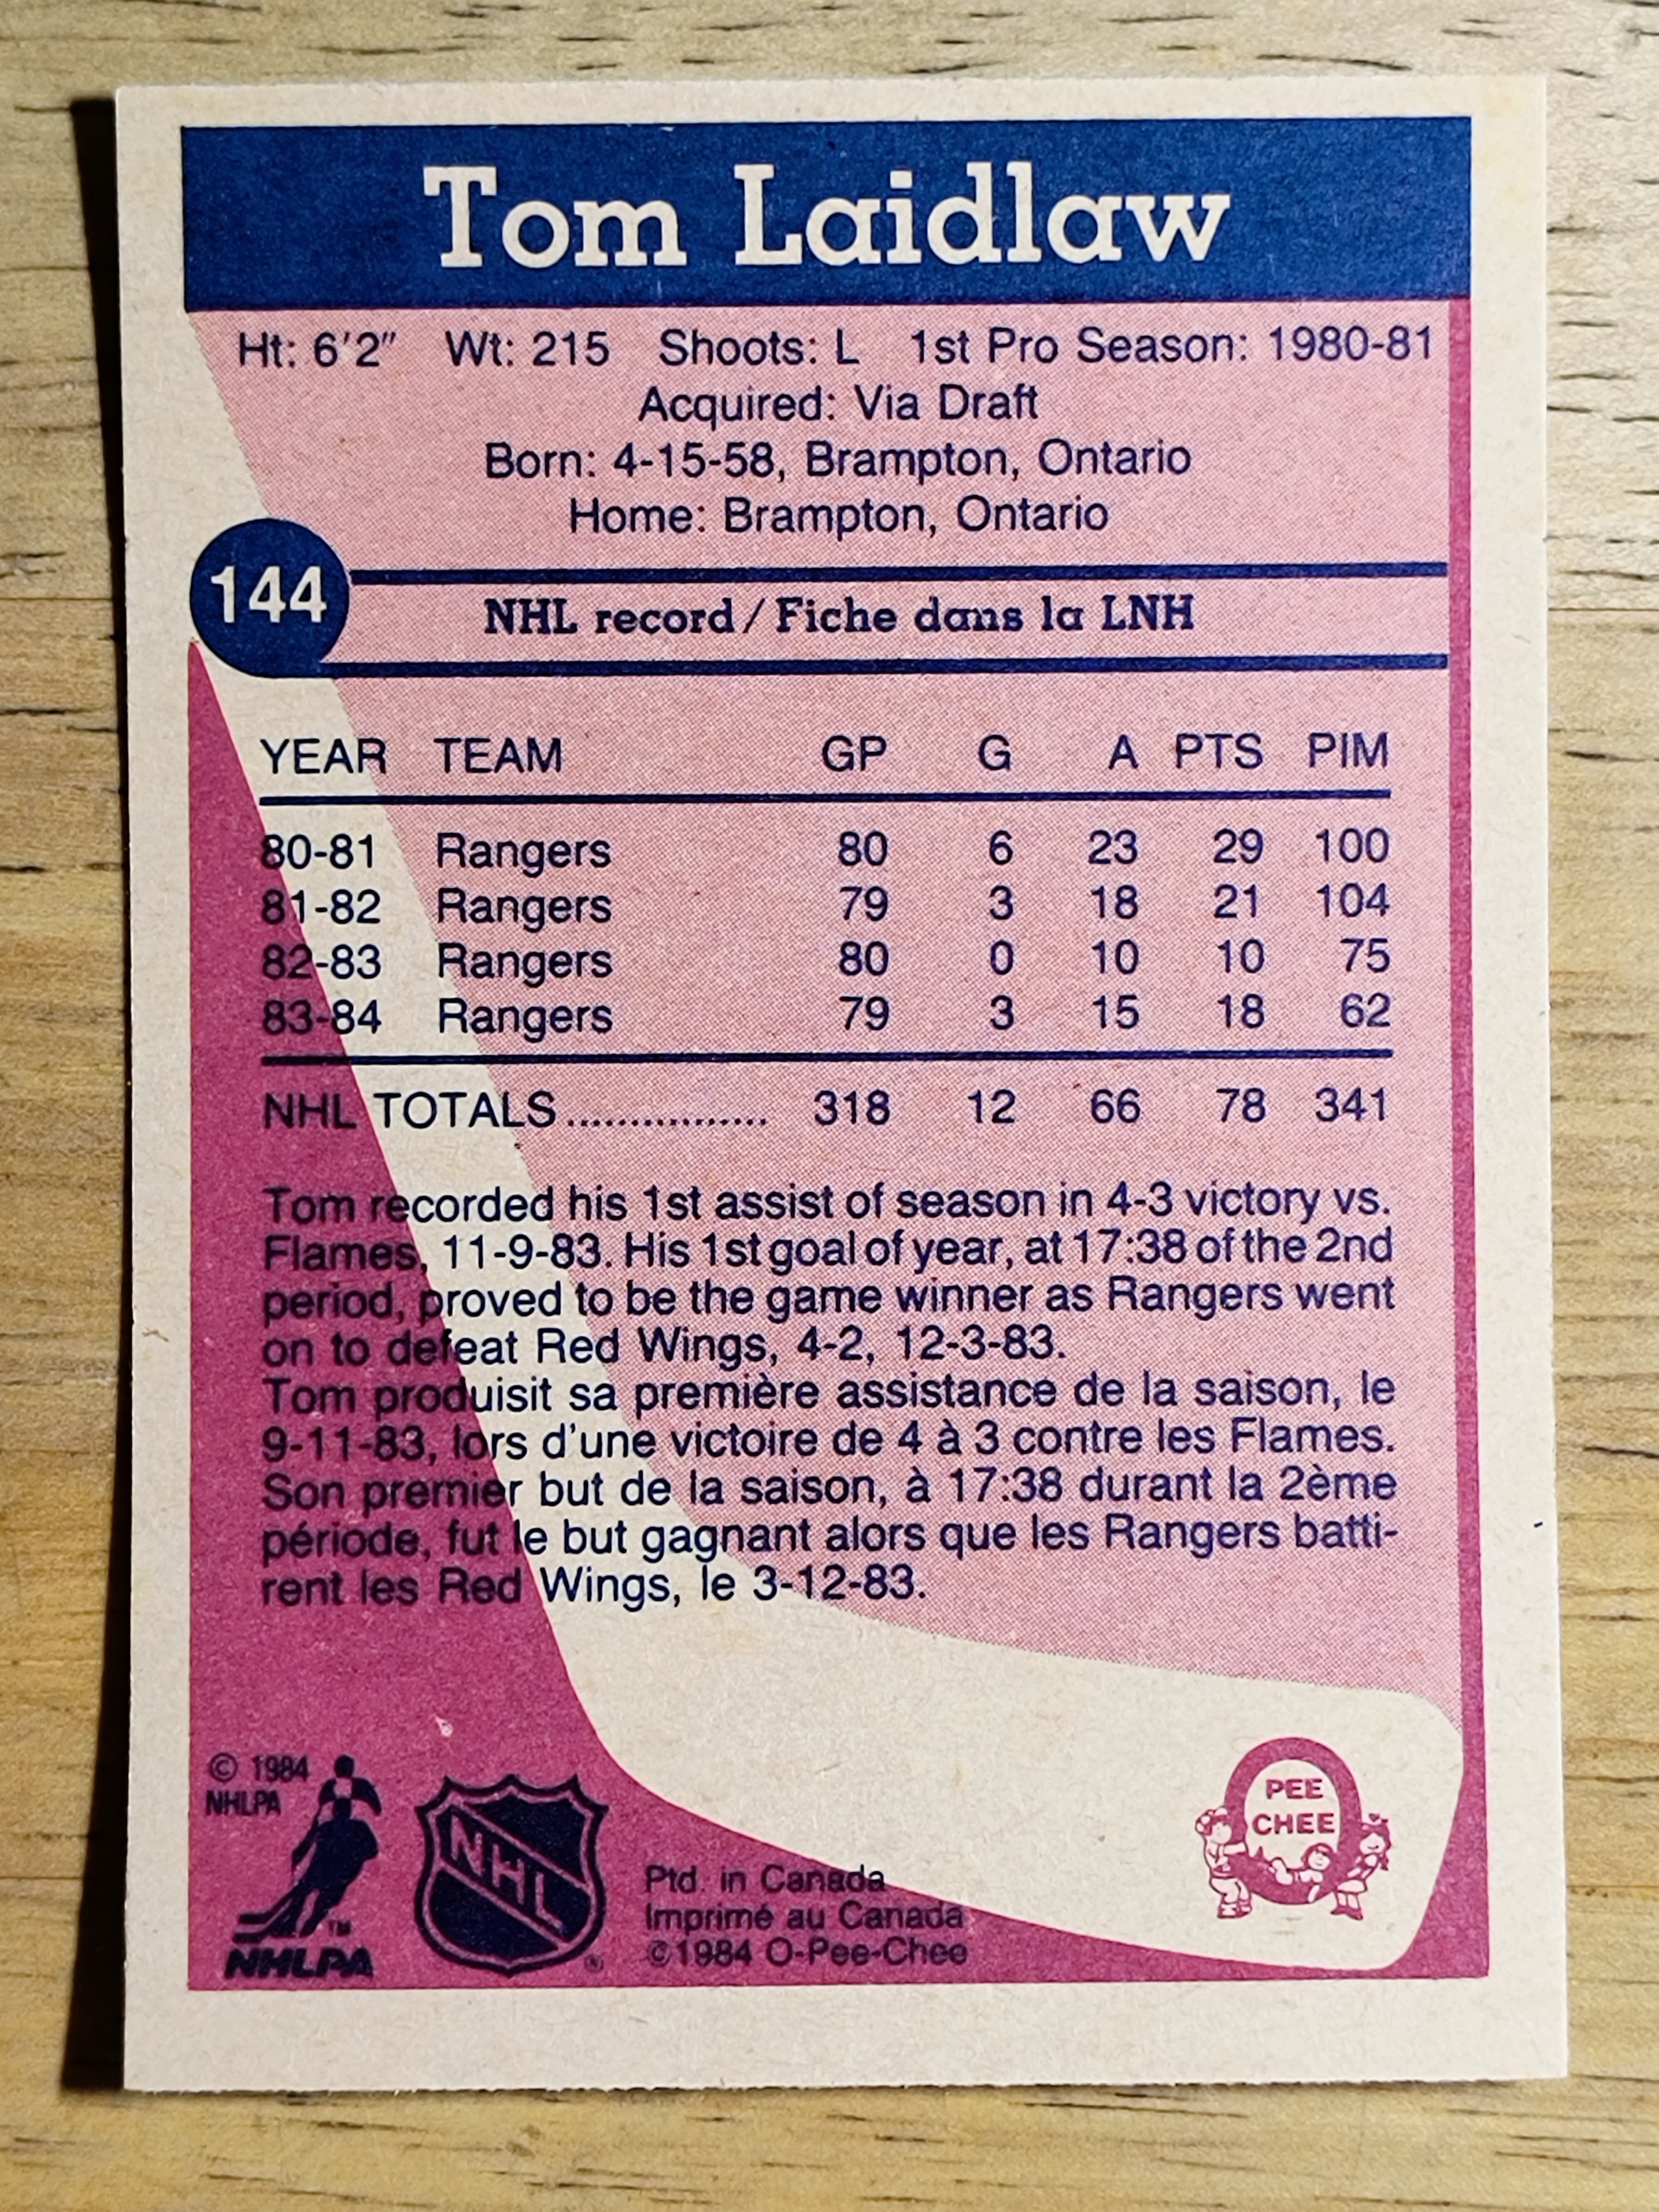 Tom Laidlaw
Ht: 6'2" Wt: 215 Shoots: L 1st Pro Season: 1980-81
Acquired: Via Draft
Born: 4-15-58, Brampton, Ontario
Home: Brampton, Ontario
144
NHL record/Fiche dans la LNH
YEAR TEAM GP G A PTS PIM
80-81 Rangers 80 6 23 29 100
81-82 Rangers 79 3 18 21 104
82-83 Rangers 80 0 10 10 75
83-84 Rangers 79 3 15 18 62
NHL TOTALS................ 318 12 66 78 341
Tom recorded his 1st assist of season in 4-3 victory vs.
Flames, 11-9-83. His 1st goal of year, at 17:38 of the 2nd
period, proved to be the game winner as Rangers went
on to defeat Red Wings, 4-2, 12-3-83.
Tom produisit sa première assistance de la saison, le
9-11-83, lors d'une victoire de 4 à 3 contre les Flames.
Son premier but de la saison, à 17:38 durant la 2ème
période, fut le but gagnant alors que les Rangers batti-
rent les Red Wings, le 3-12-83.
© 1984
NHLPA
TM
NHLPA
NHL
®
Ptd. in Canada
Imprimé au Canada
©1984 O-Pee-Chee
PEE
CHEE